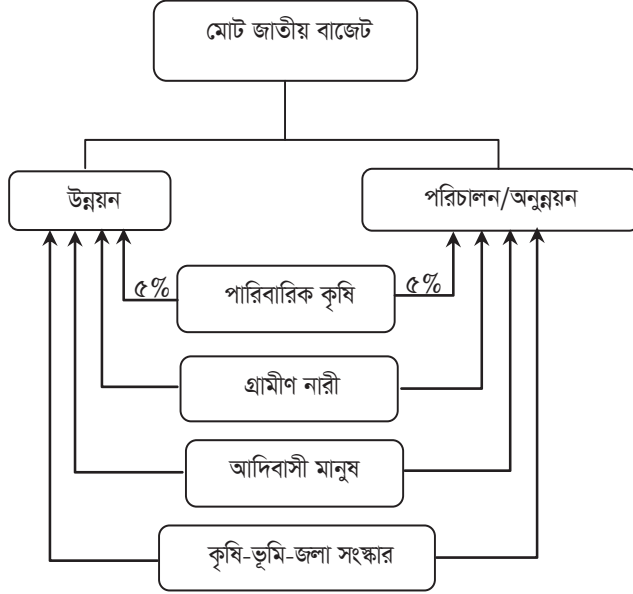 মোট জাতীয় বাজেট
উন্নয়ন
পরিচালন/অনুন্নয়ন
৫%
পারিবারিক কৃষি
৫%
গ্রামীণ নারী
আদিবাসী মানুষ
কৃষি-ভূমি-জলা সংস্কার